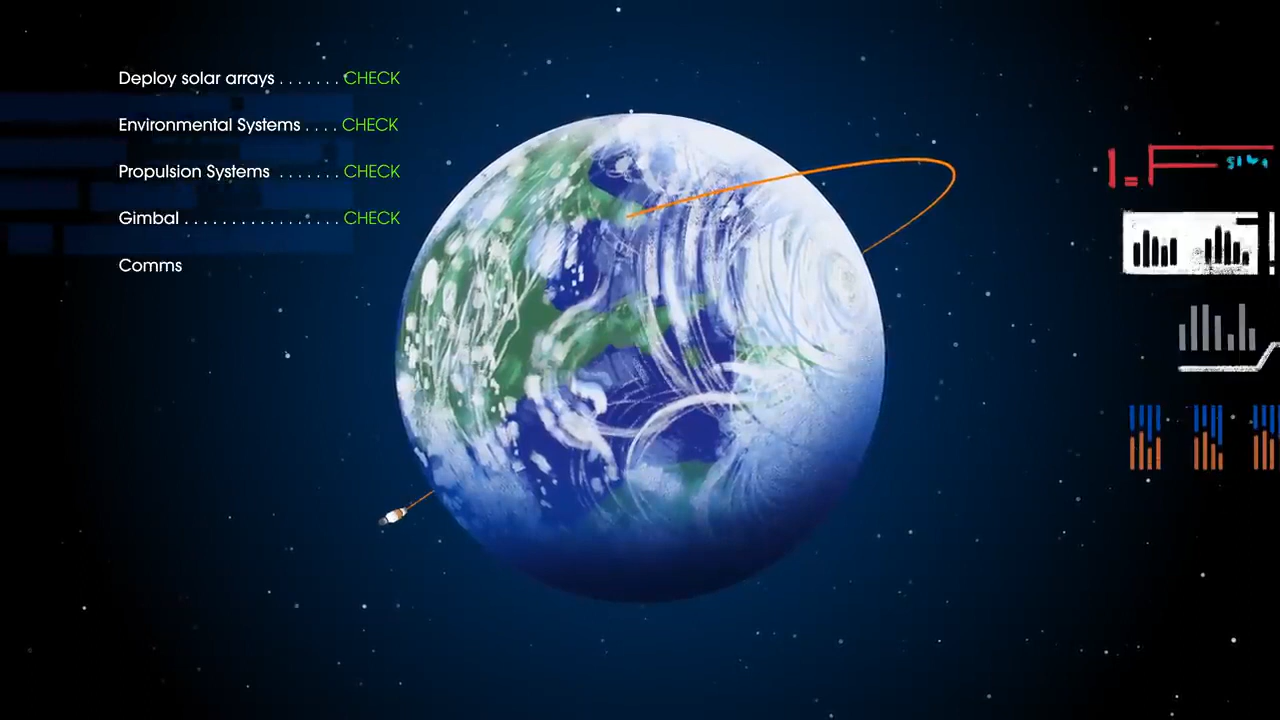 Deploy solar arrays . . . . . . . CHECK
Environmental Systems . . . . CHECK
Propulsion Systems . . . . . . . CHECK
Gimbal . . . . . . . . . . . . . . . . CHECK
Comms